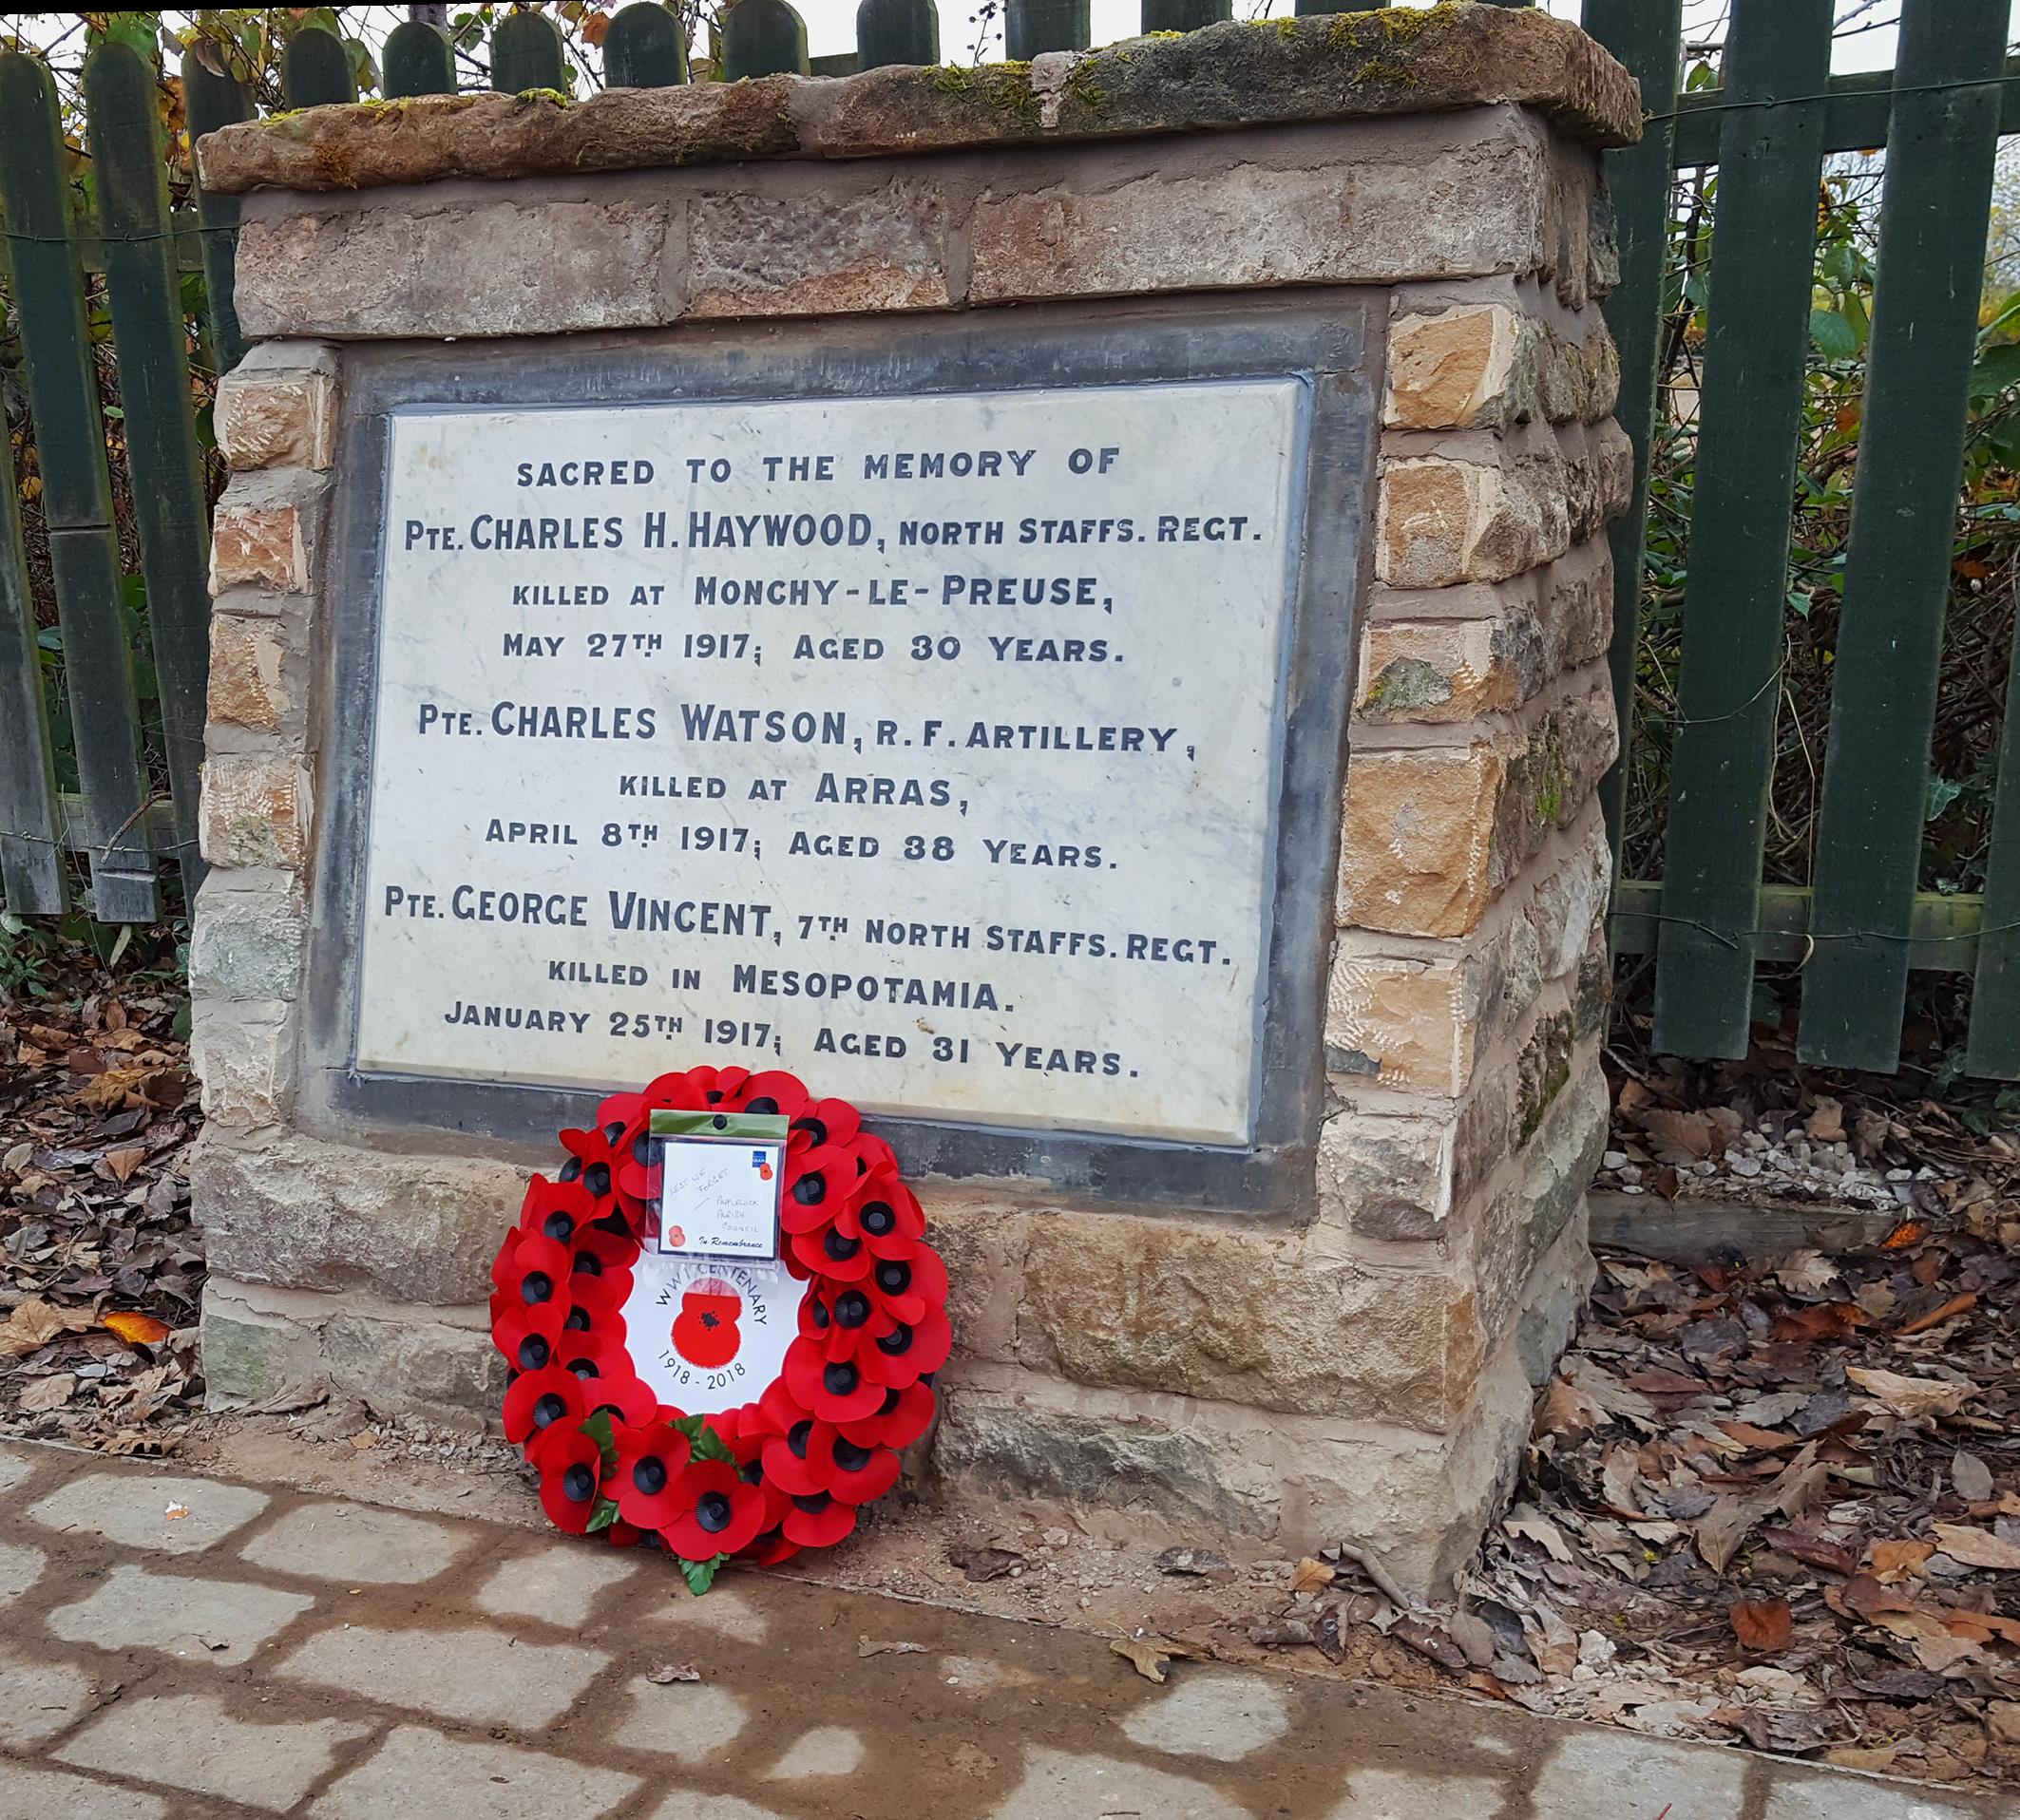 SACRED TO THE MEMORY OF
PTE. CHARLES H. HAYWOOD, NORTH STAFFS. REGT.
KILLED AT MONCHY-LE-PREUSE,
MAY 27TH 1917; AGED 30 YEARS.
PTE. CHARLES WATSON, R. F. ARTILLERY,
KILLED AT ARRAS,
APRIL 8TH 1917; AGED 38 YEARS.
PTE. GEORGE VINCENT, 7TH NORTH STAFFS. REGT.
KILLED IN MESOPOTAMIA.
JANUARY 25TH 1917; AGED 31 YEARS.
LEST WE
FORGET
PAPPLEWICK
PARISH
COUNCIL
In Remembrance
WW1 CENTENARY
1918 - 2018